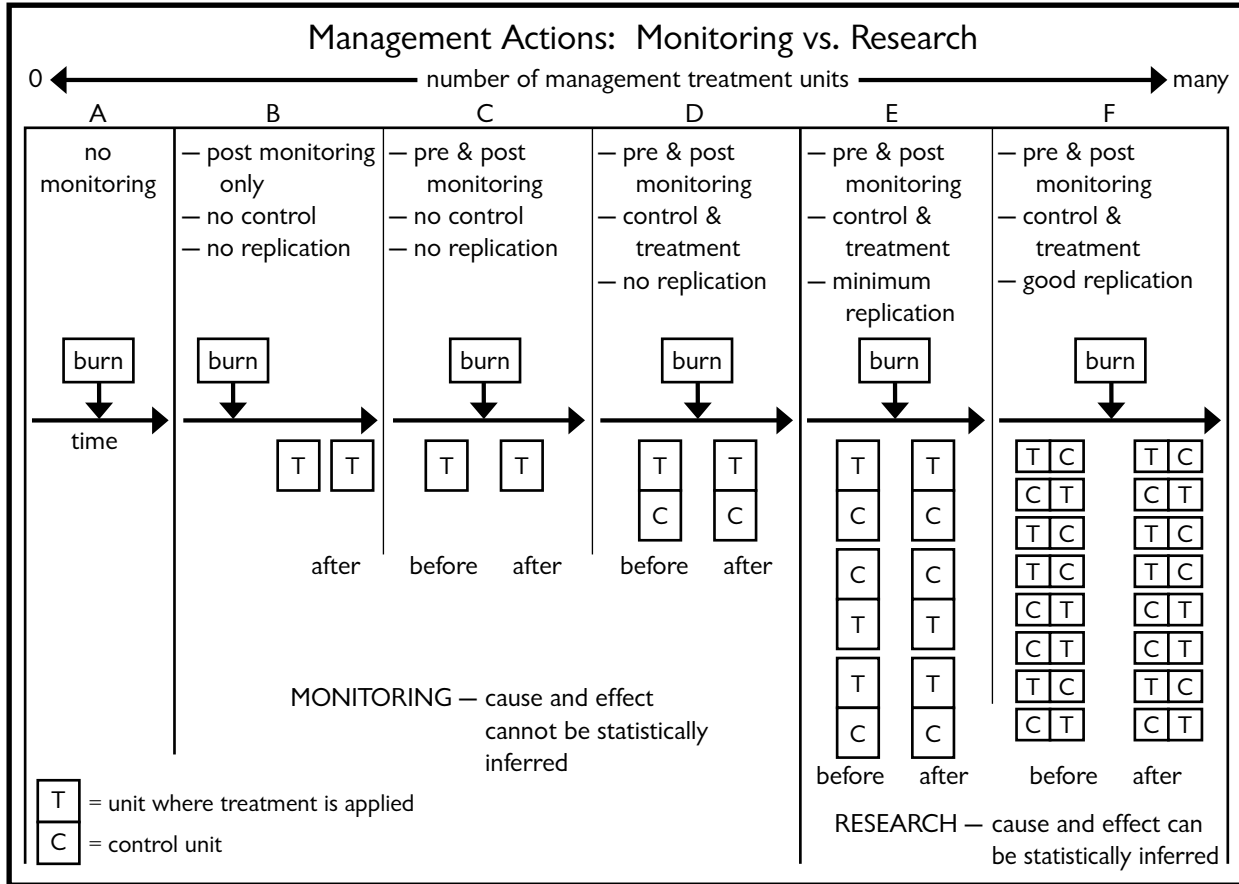 Management Actions: Monitoring vs. Research
0 number of management treatment units many
A
no
monitoring
burn
time
B
– post monitoring
only
– no control
– no replication
burn
T T
after
C
– pre & post
monitoring
– no control
– no replication
burn
T T
before after
D
– pre & post
monitoring
– control &
treatment
– no replication
burn
T T
C C
before after
MONITORING – cause and effect
cannot be statistically
inferred
T = unit where treatment is applied
C = control unit
E
– pre & post
monitoring
– control &
treatment
– minimum
replication
burn
T T
C C
C C
T T
T T
C C
before after
F
– pre & post
monitoring
– control &
treatment
– good replication
burn
T C T C
C T C T
T C T C
T C T C
C T C T
C T C T
T C T C
C T C T
before after
RESEARCH – cause and effect can
be statistically inferred